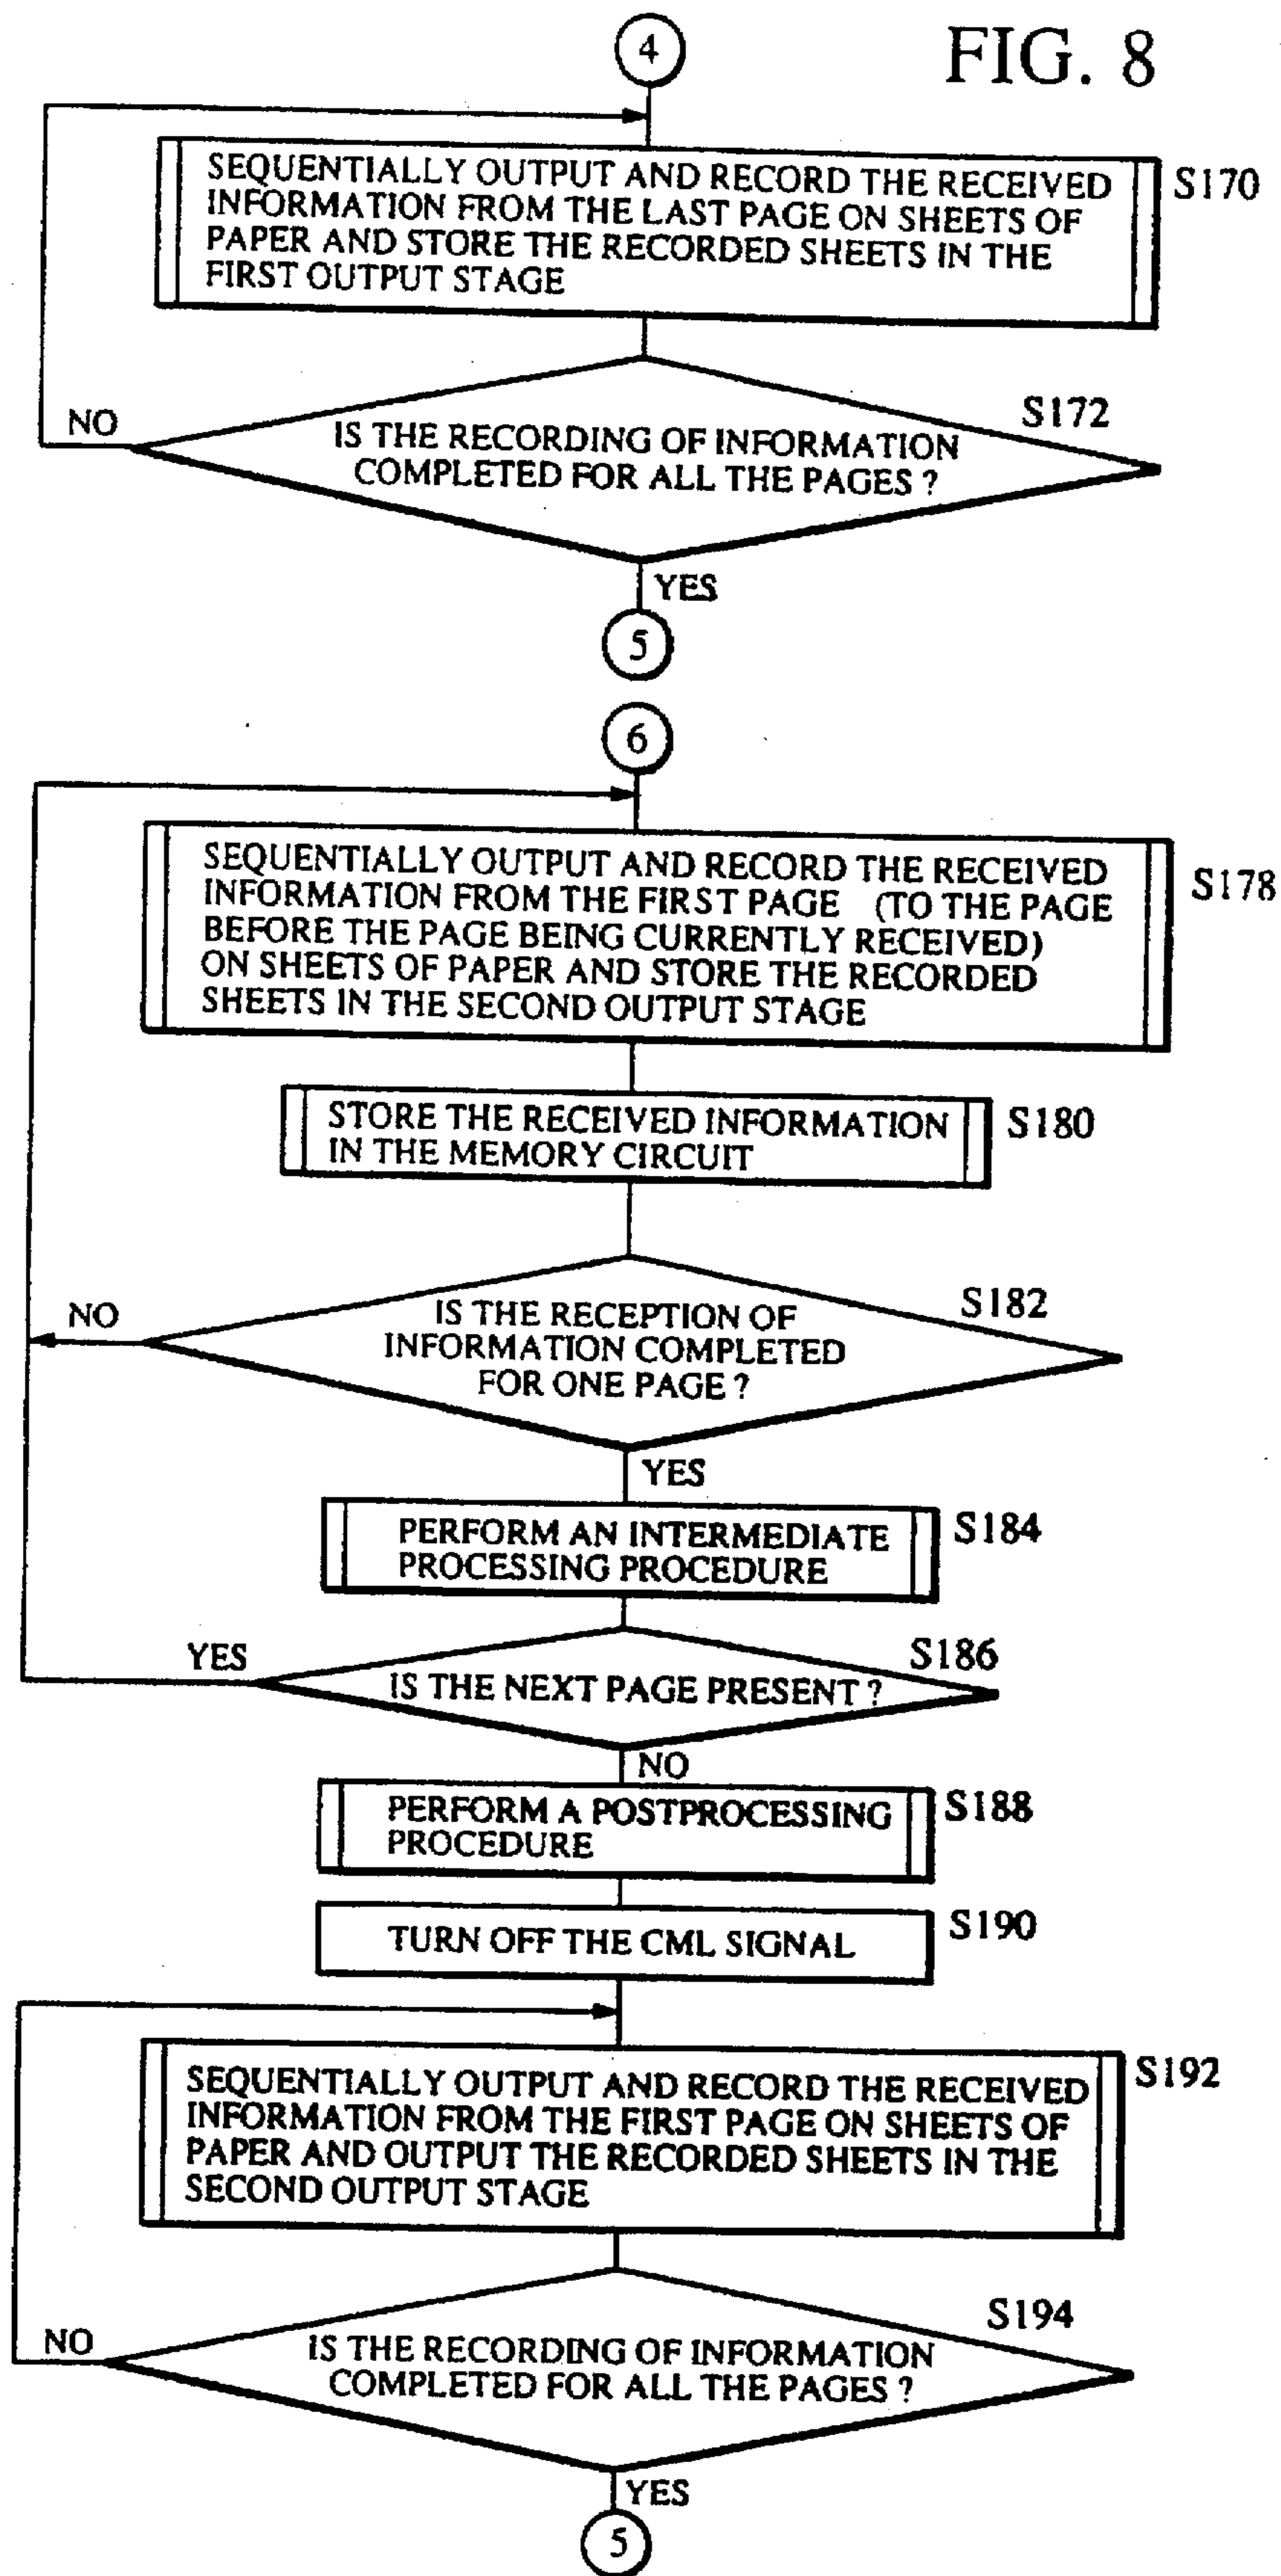 FIG. 8
4
SEQUENTIALLY OUTPUT AND RECORD THE RECEIVED
INFORMATION FROM THE LAST PAGE ON SHEETS OF
PAPER AND STORE THE RECORDED SHEETS IN THE
FIRST OUTPUT STAGE
S170
S172
NO
IS THE RECORDING OF INFORMATION
COMPLETED FOR ALL THE PAGES ?
YES
5
6
SEQUENTIALLY OUTPUT AND RECORD THE RECEIVED
INFORMATION FROM THE FIRST PAGE (TO THE PAGE
BEFORE THE PAGE BEING CURRENTLY RECEIVED)
ON SHEETS OF PAPER AND STORE THE RECORDED
SHEETS IN THE SECOND OUTPUT STAGE
S178
STORE THE RECEIVED INFORMATION
IN THE MEMORY CIRCUIT
S180
S182
NO
IS THE RECEPTION OF
INFORMATION COMPLETED
FOR ONE PAGE ?
YES
PERFORM AN INTERMEDIATE
PROCESSING PROCEDURE
S184
YES
S186
IS THE NEXT PAGE PRESENT ?
NO
PERFORM A POSTPROCESSING
PROCEDURE
S188
TURN OFF THE CML SIGNAL
S190
SEQUENTIALLY OUTPUT AND RECORD THE RECEIVED
INFORMATION FROM THE FIRST PAGE ON SHEETS OF
PAPER AND OUTPUT THE RECORDED SHEETS IN THE
SECOND OUTPUT STAGE
S192
S194
NO
IS THE RECORDING OF INFORMATION
COMPLETED FOR ALL THE PAGES ?
YES
5